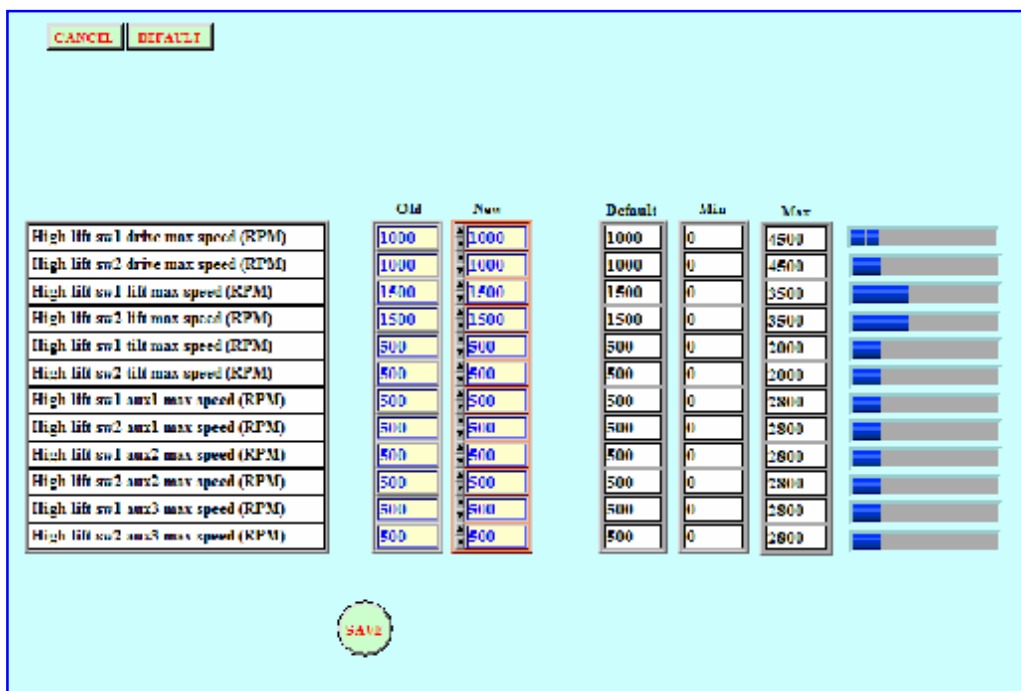 CANCEL DEFAULT
Old New Default Min Max
High lift sw1 drive max speed (RPM) 1000 1000 1000 0 4500
High lift sw2 drive max speed (RPM) 1000 1000 1000 0 4500
High lift sw1 lift max speed (RPM) 1500 1500 1500 0 3500
High lift sw2 lift max speed (RPM) 1500 1500 1500 0 3500
High lift sw1 tilt max speed (RPM) 500 500 500 0 2000
High lift sw2 tilt max speed (RPM) 500 500 500 0 2000
High lift sw1 aux1 max speed (RPM) 500 500 500 0 2800
High lift sw2 aux1 max speed (RPM) 500 500 500 0 2800
High lift sw1 aux2 max speed (RPM) 500 500 500 0 2800
High lift sw2 aux2 max speed (RPM) 500 500 500 0 2800
High lift sw1 aux3 max speed (RPM) 500 500 500 0 2800
High lift sw2 aux3 max speed (RPM) 500 500 500 0 2800
SAVE